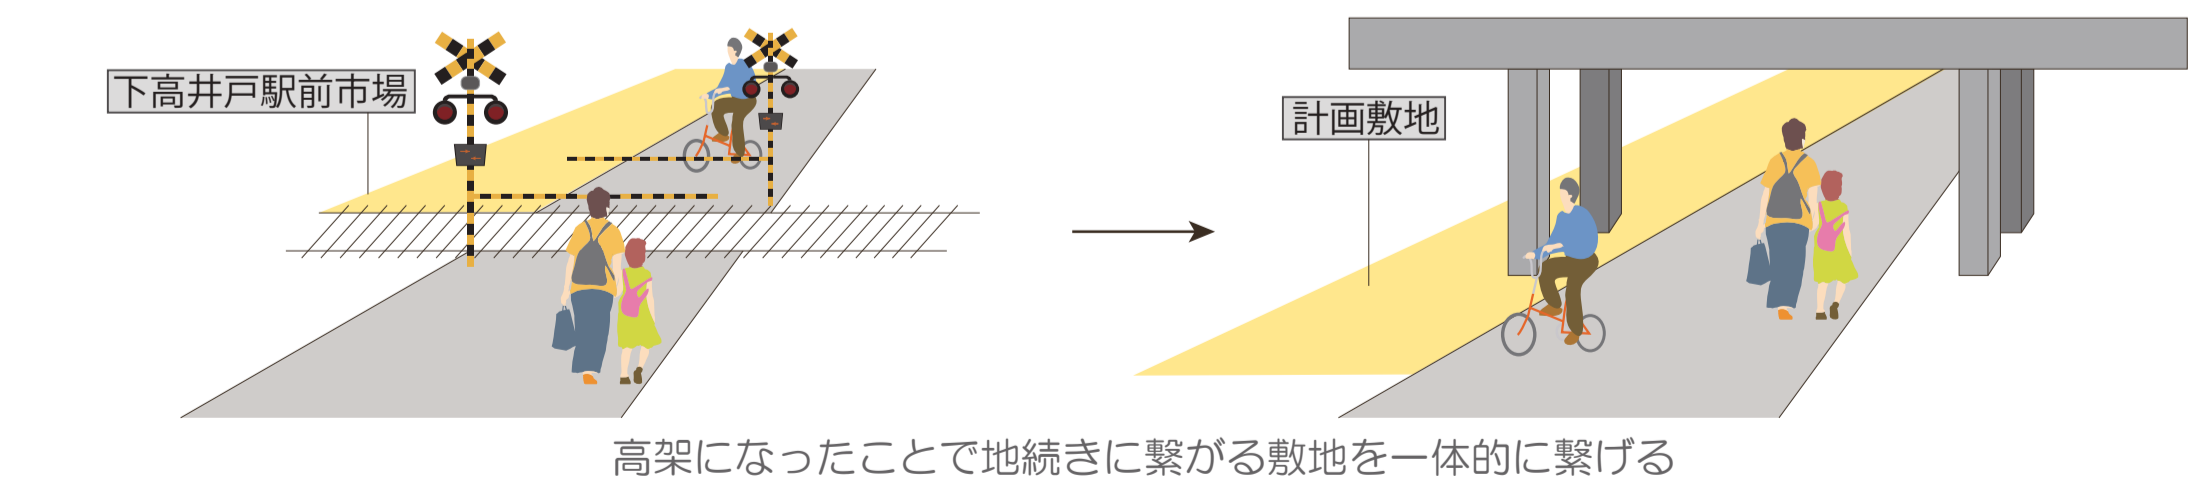 下高井戸駅前市場
計画敷地
高架になったことで地続きに繋がる敷地を一体的に繋げる